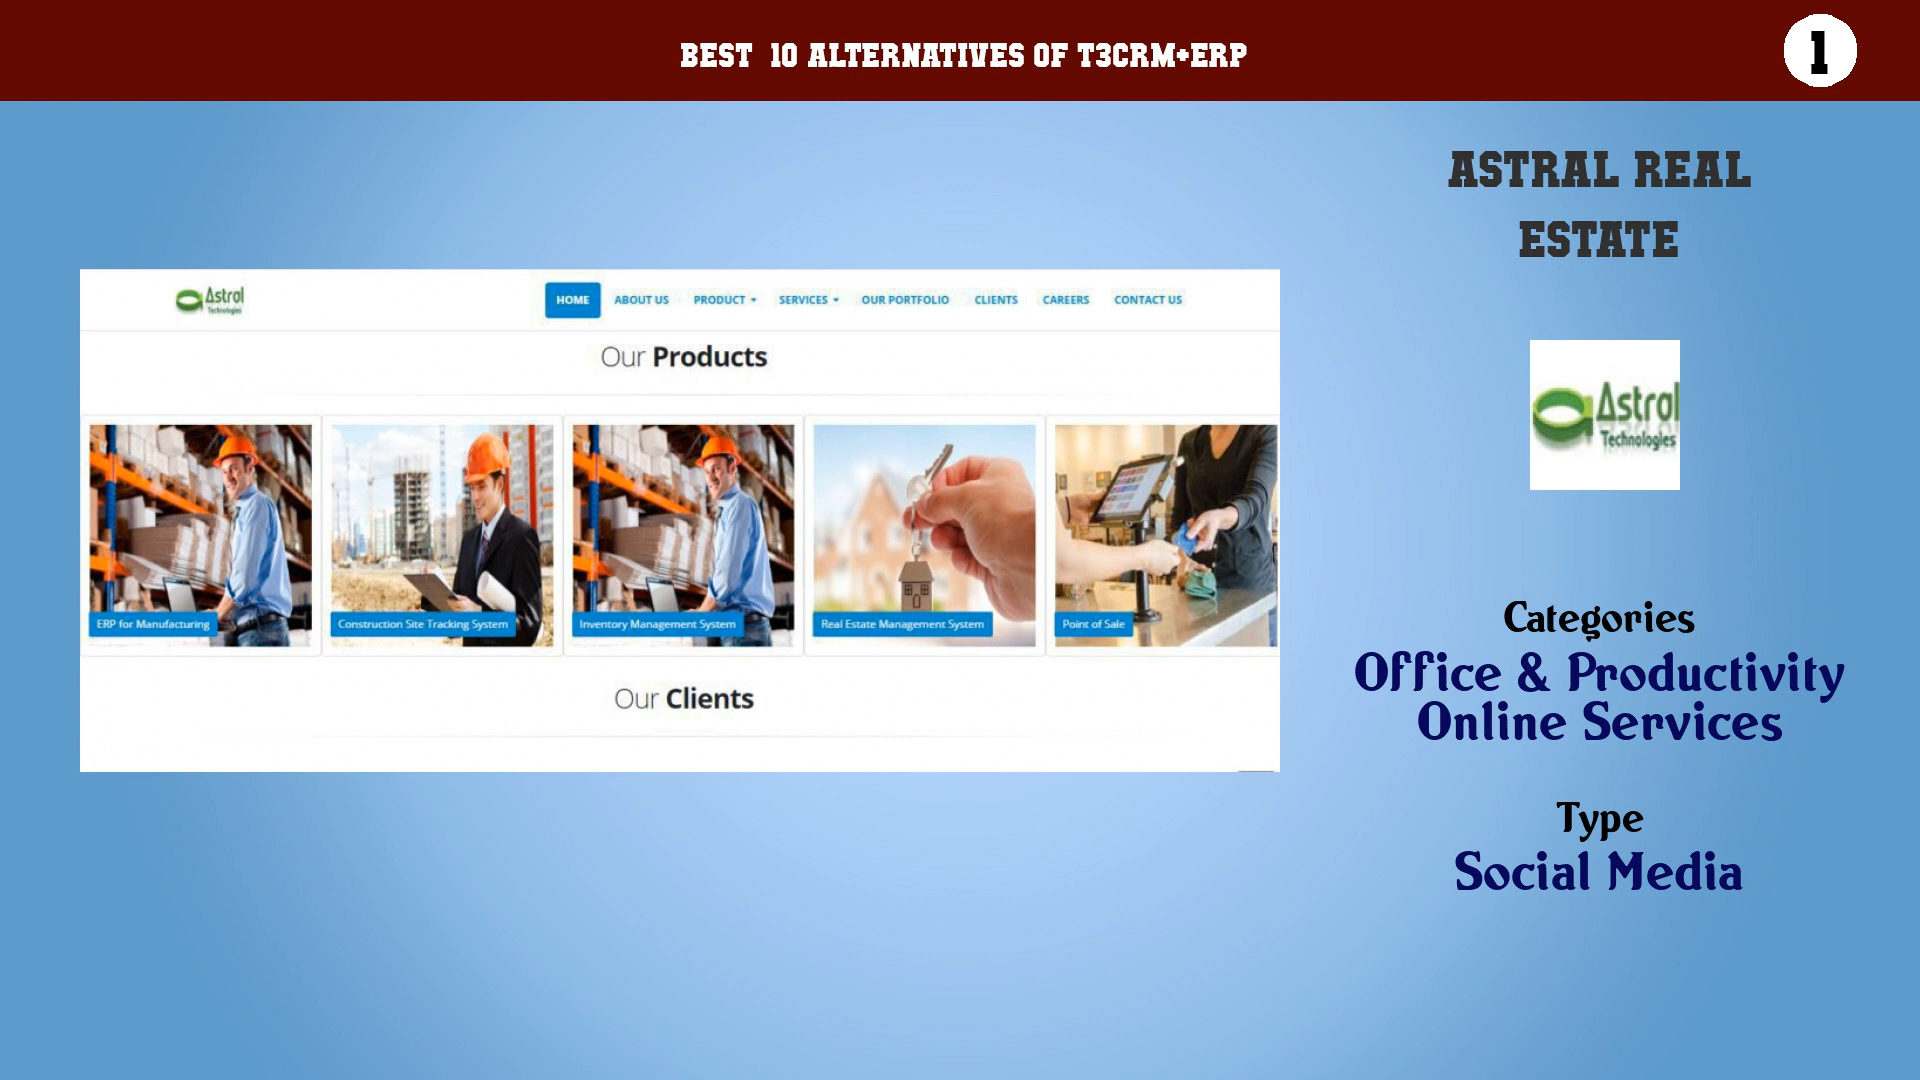 BEST 10 ALTERNATIVES OF T3CRM+ERP
1
ASTRAL REAL
ESTATE
Astral
Technologies
HOME ABOUT US PRODUCT SERVICES OUR PORTFOLIO CLIENTS CAREERS CONTACT US
Our Products
ERP for Manufacturing
Construction Site Tracking System
Inventory Management System
Real Estate Management System
Point of Sale
Our Clients
Astral
Technologies
Categories
Office & Productivity
Online Services
Type
Social Media